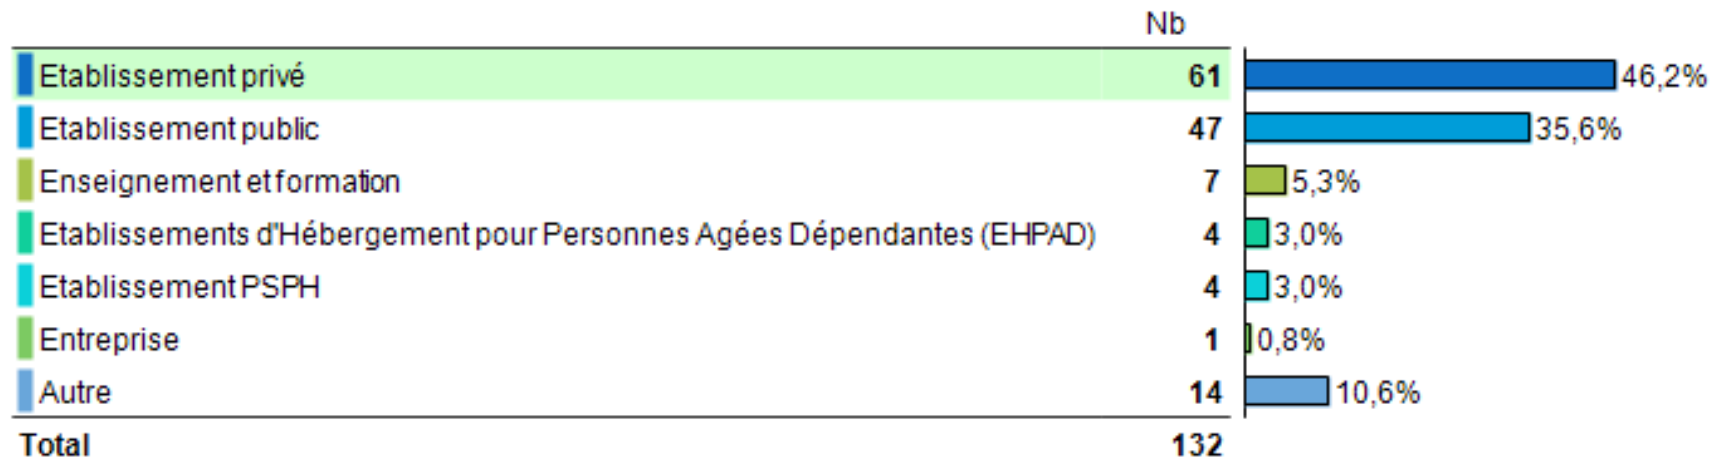 Nb
Etablissement privé 61 46,2%
Etablissement public 47 35,6%
Enseignement et formation 7 5,3%
Etablissements d'Hébergement pour Personnes Agées Dépendantes (EHPAD) 4 3,0%
Etablissement PSPH 4 3,0%
Entreprise 1 0,8%
Autre 14 10,6%
Total 132